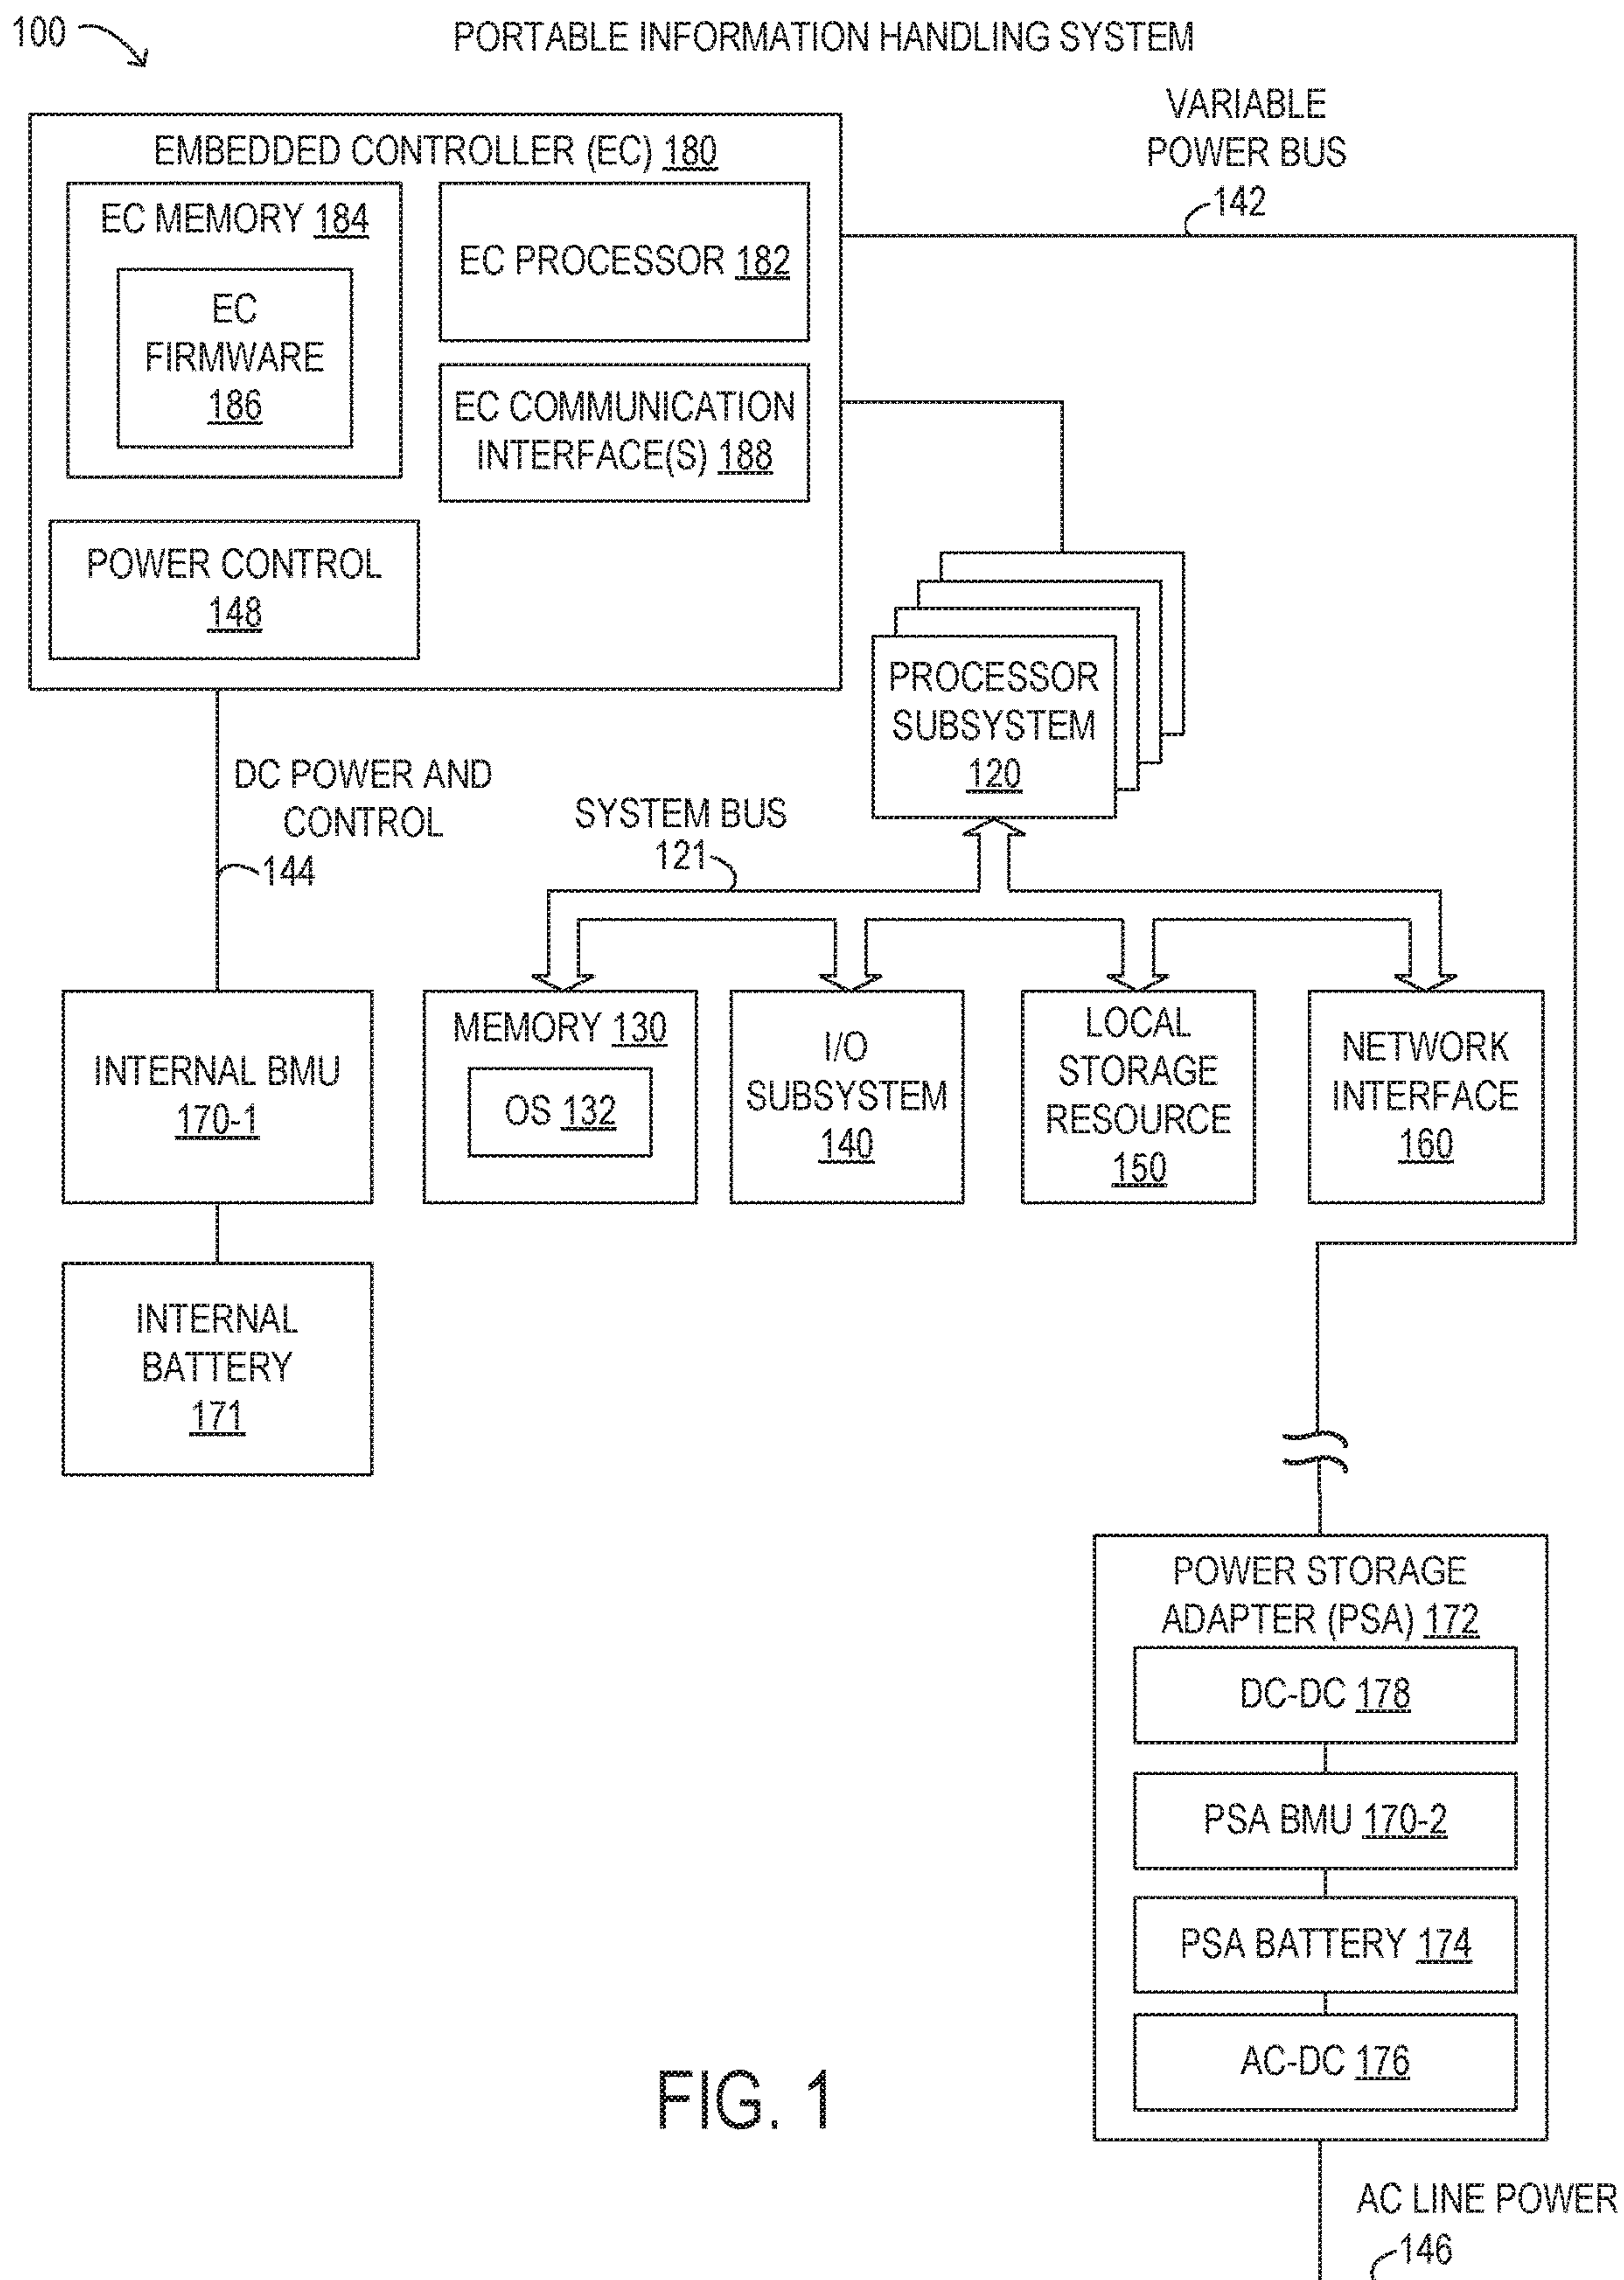 100
PORTABLE INFORMATION HANDLING SYSTEM
VARIABLE
POWER BUS
142
EMBEDDED CONTROLLER (EC) 180
EC MEMORY 184
EC
FIRMWARE
186
EC PROCESSOR 182
EC COMMUNICATION
INTERFACE(S) 188
POWER CONTROL
148
PROCESSOR
SUBSYSTEM
120
DC POWER AND
CONTROL
144
SYSTEM BUS
121
INTERNAL BMU
170-1
MEMORY 130
OS 132
I/O
SUBSYSTEM
140
LOCAL
STORAGE
RESOURCE
150
NETWORK
INTERFACE
160
INTERNAL
BATTERY
171
POWER STORAGE
ADAPTER (PSA) 172
DC-DC 178
PSA BMU 170-2
PSA BATTERY 174
AC-DC 176
FIG. 1
AC LINE POWER
146